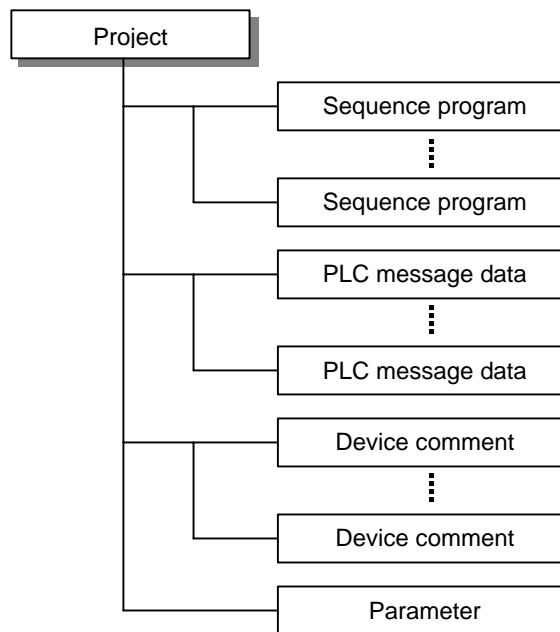 Project
Sequence program
Sequence program
PLC message data
PLC message data
Device comment
Device comment
Parameter